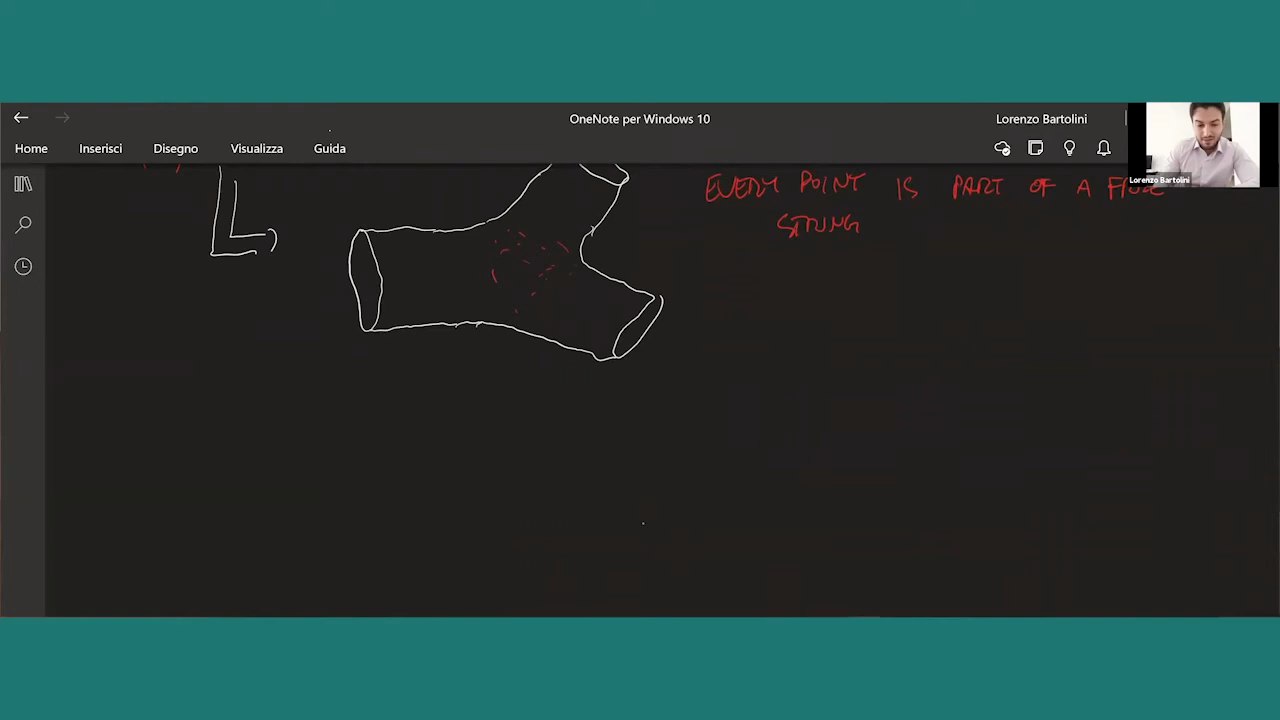 OneNote per Windows 10
Lorenzo Bartolini
Home Inserisci Disegno Visualizza Guida
Lorenzo Bartolini
EVERY POINT IS PART OF A FREE
STRING